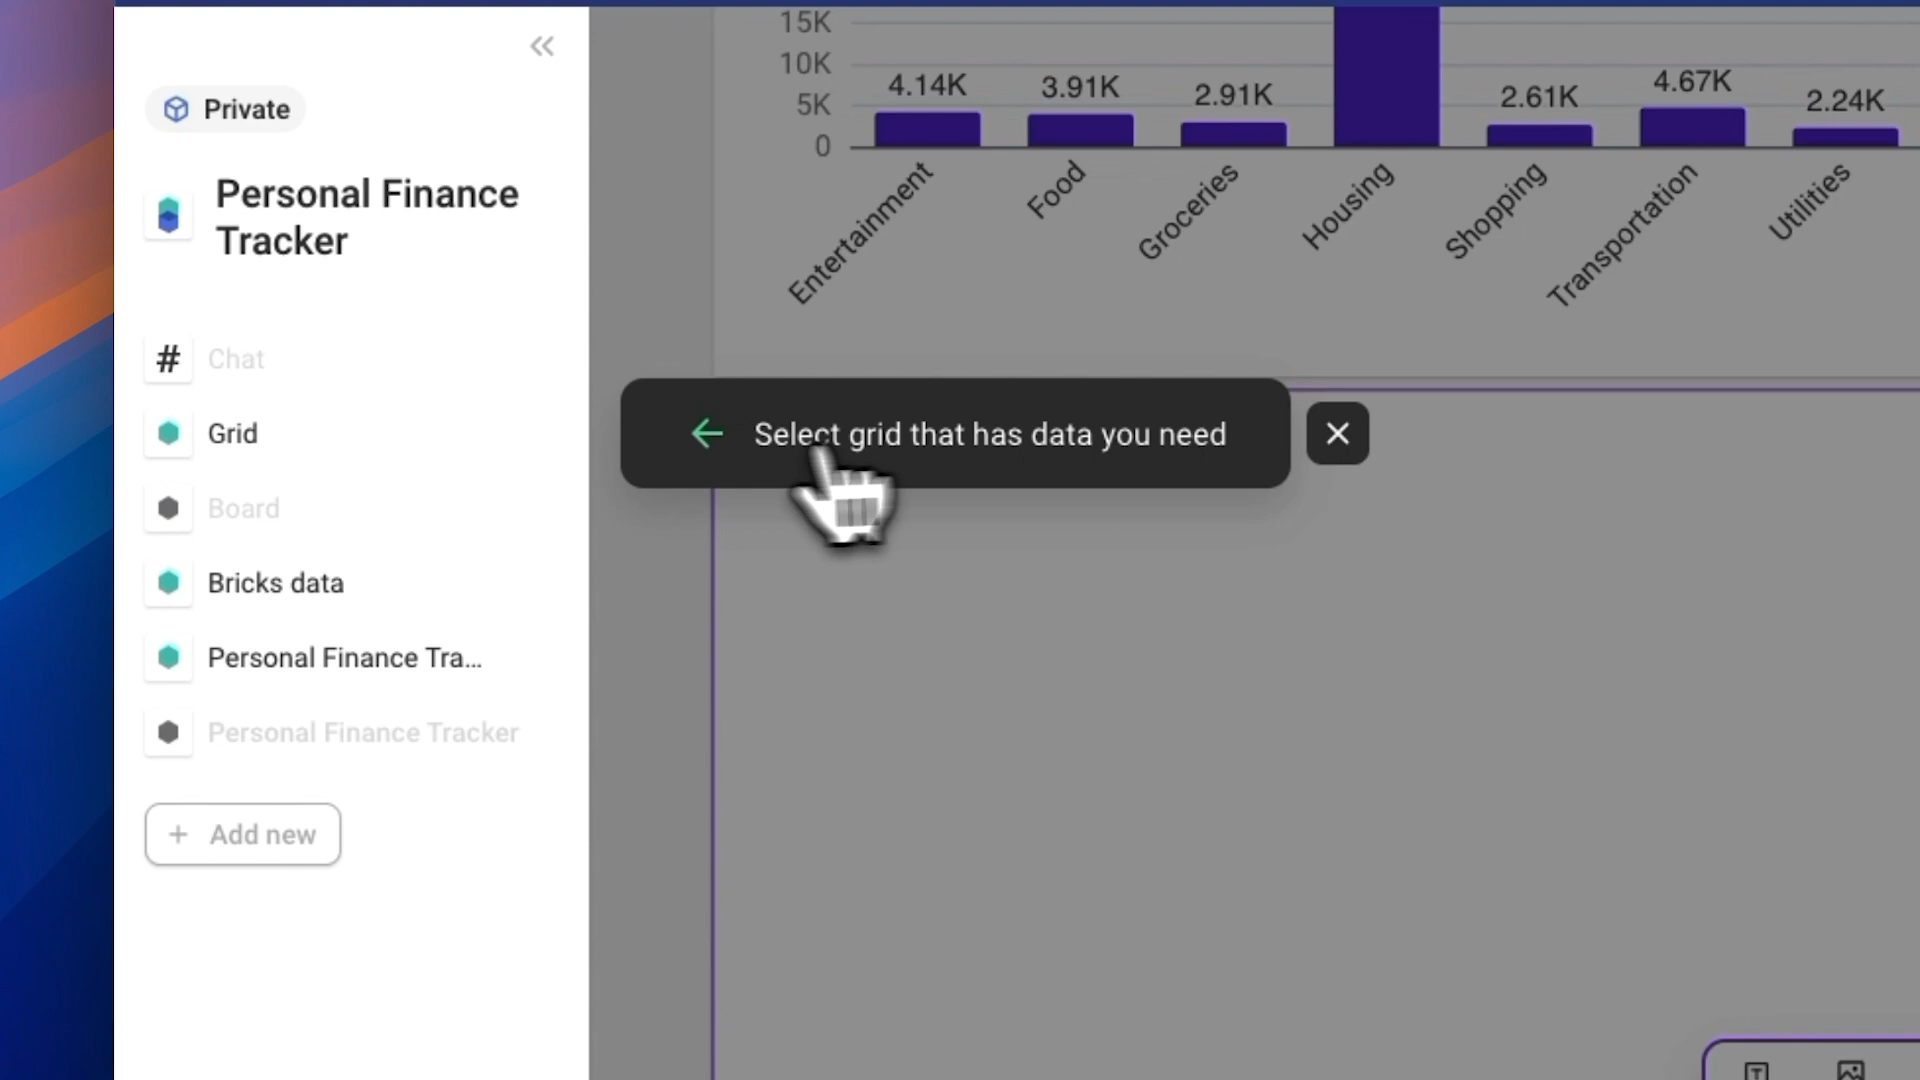 Private
Personal Finance
Tracker
# Chat
Grid
Board
Bricks data
Personal Finance Tra...
Personal Finance Tracker
+ Add new
15K
10K
5K
0
4.14K
3.91K
2.91K
2.61K
4.67K
2.24K
Entertainment
Food
Groceries
Housing
Shopping
Transportation
Utilities
Select grid that has data you need